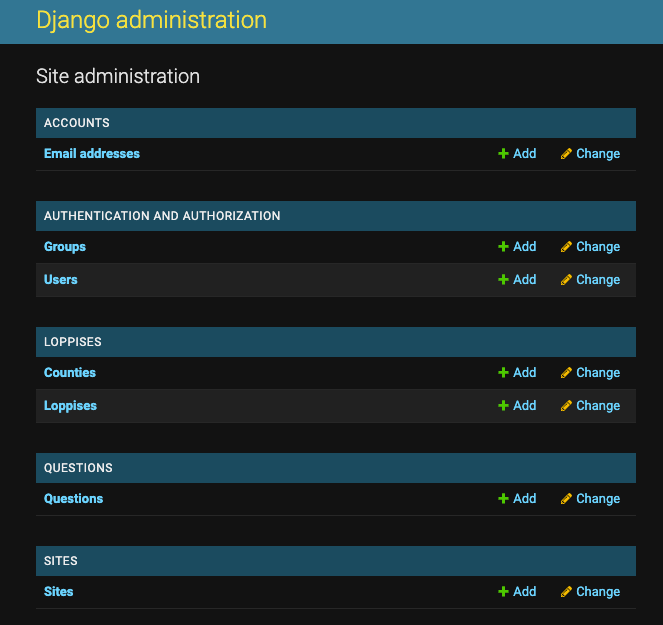 Django administration
Site administration
ACCOUNTS
Email addresses Add Change
AUTHENTICATION AND AUTHORIZATION
Groups Add Change
Users Add Change
LOPPISES
Counties Add Change
Loppises Add Change
QUESTIONS
Questions Add Change
SITES
Sites Add Change